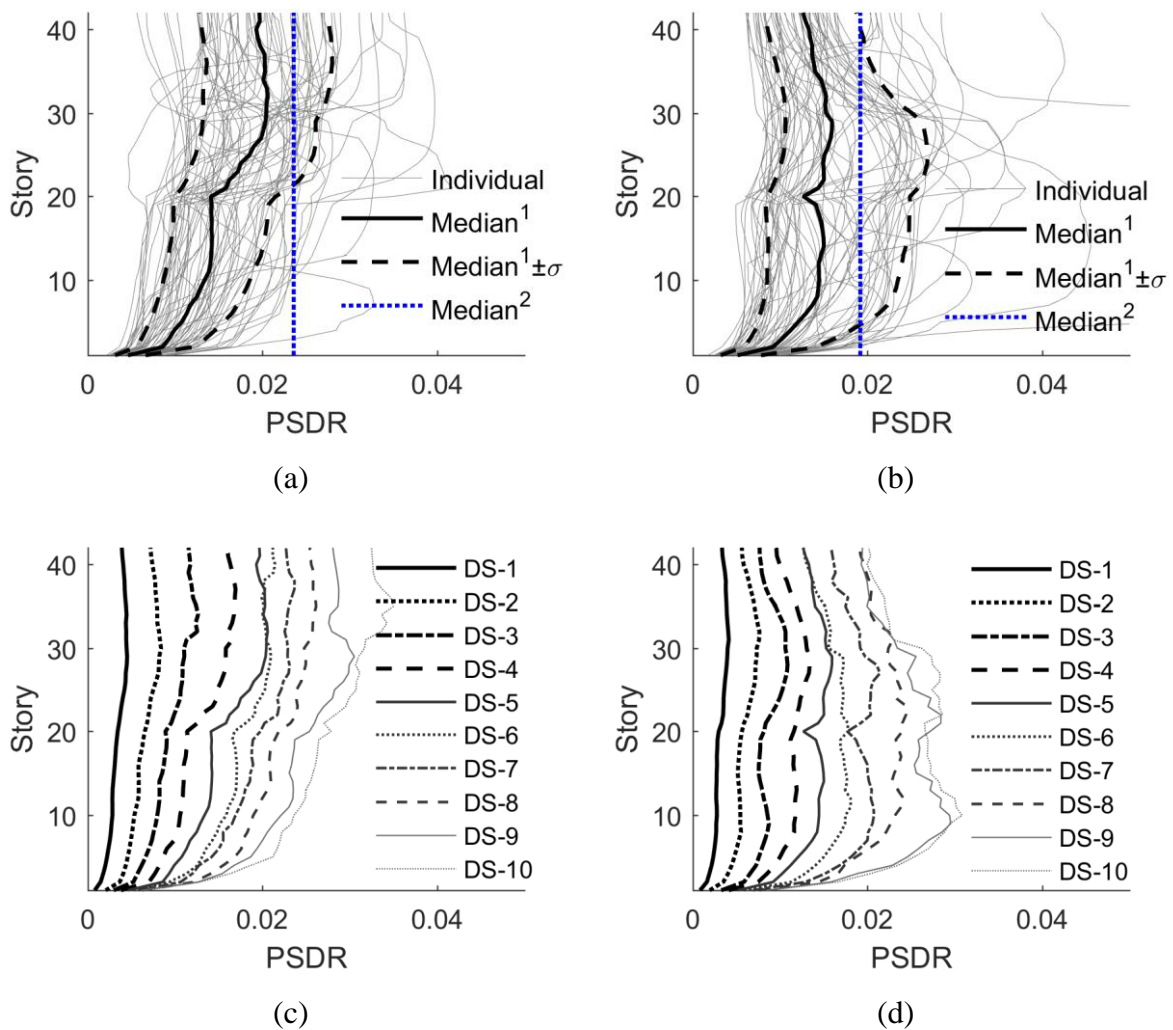 40
30
20
10
Story
0
0.02
0.04
PSDR
Individual
Median¹
Median¹±σ
Median²
(a)
40
30
20
10
Story
0
0.02
0.04
PSDR
Individual
Median¹
Median¹±σ
Median²
(b)
40
30
20
10
Story
0
0.02
0.04
PSDR
DS-1
DS-2
DS-3
DS-4
DS-5
DS-6
DS-7
DS-8
DS-9
DS-10
(c)
40
30
20
10
Story
0
0.02
0.04
PSDR
DS-1
DS-2
DS-3
DS-4
DS-5
DS-6
DS-7
DS-8
DS-9
DS-10
(d)